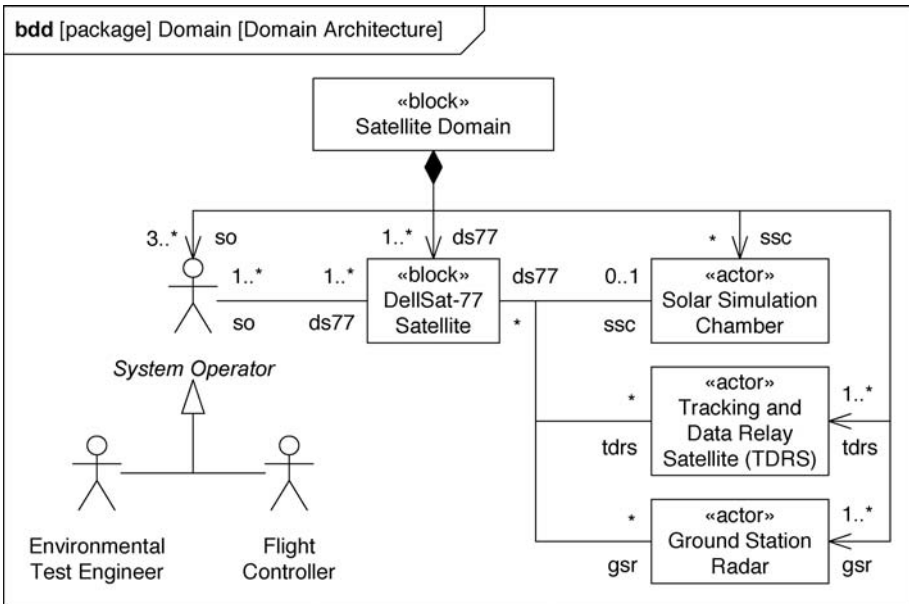 bdd [package] Domain [Domain Architecture]
«block»
Satellite Domain
3..*
so
1..*
ds77
*
ssc
1..*
so
1..*
ds77
«block»
DellSat-77
Satellite
ds77
*
0..1
ssc
«actor»
Solar Simulation
Chamber
System Operator
*
tdrs
«actor»
Tracking and
Data Relay
Satellite (TDRS)
1..*
tdrs
Environmental
Test Engineer
Flight
Controller
*
gsr
«actor»
Ground Station
Radar
1..*
gsr